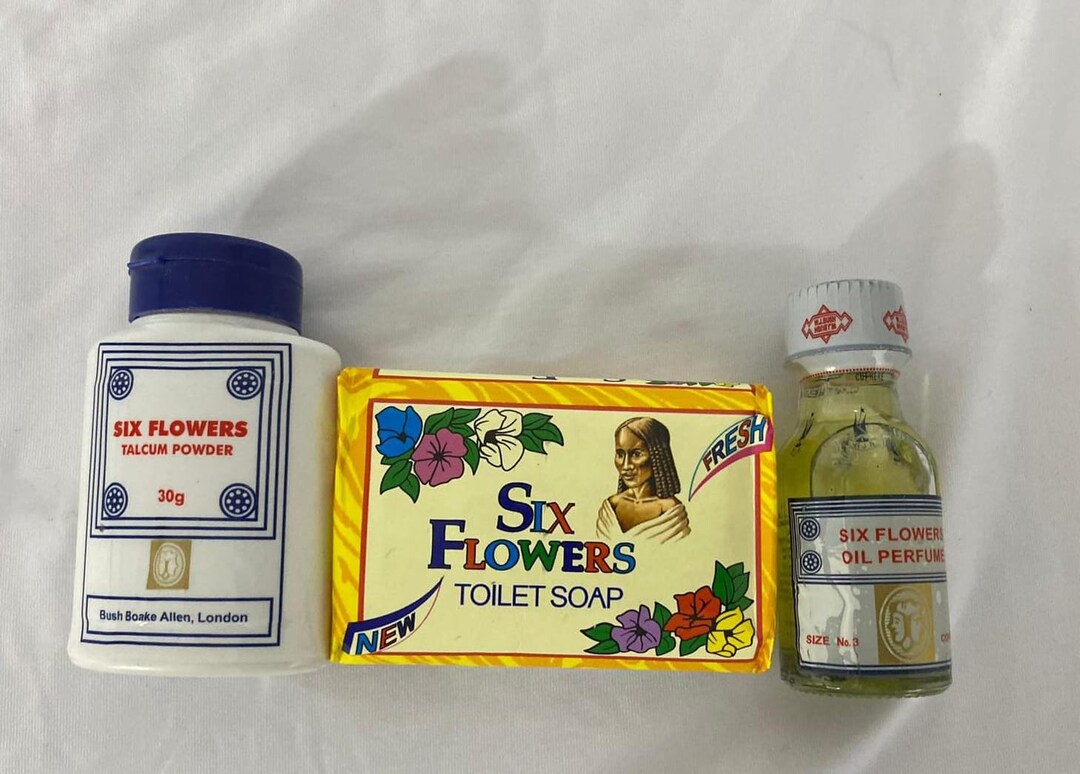 SIX FLOWERS
TALCUM POWDER
30g
Bush Boake Allen, London
FRESH
SIX
FLOWERS
TOILET SOAP
NEW
SIX FLOWERS
OIL PERFUME
SIZE No.3